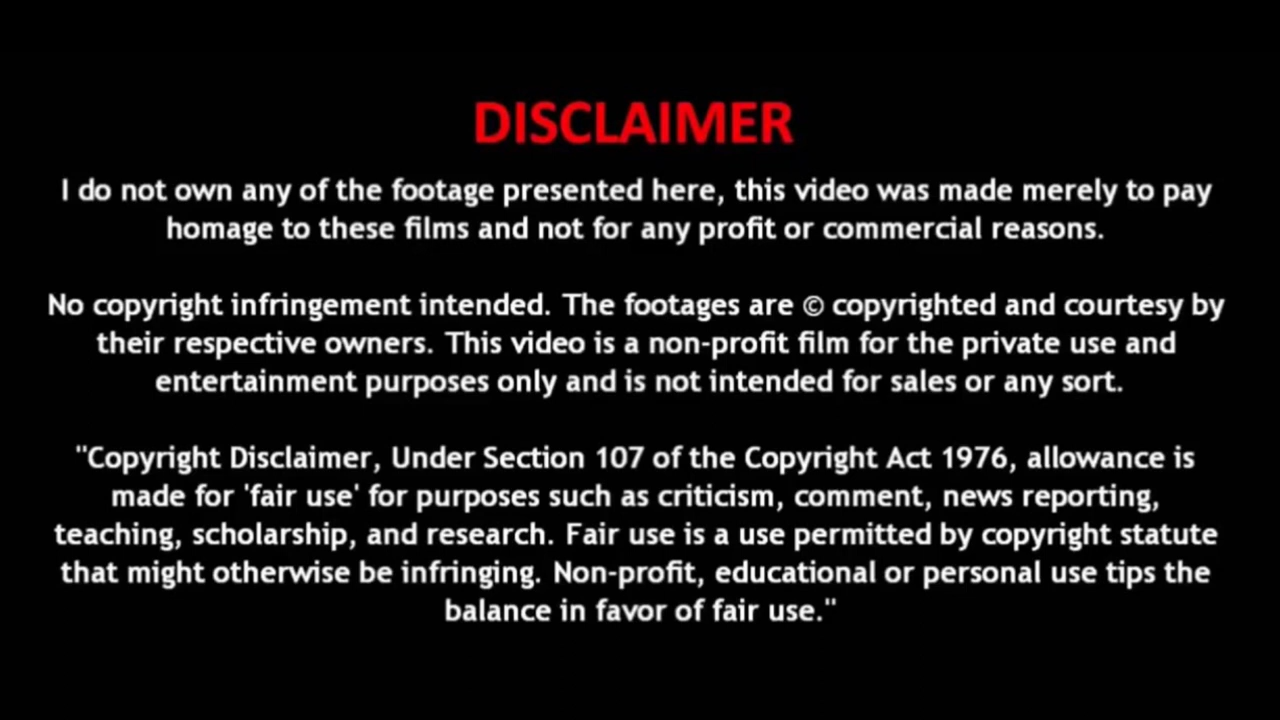 DISCLAIMER
I do not own any of the footage presented here, this video was made merely to pay
homage to these films and not for any profit or commercial reasons.
No copyright infringement intended. The footages are © copyrighted and courtesy by
their respective owners. This video is a non-profit film for the private use and
entertainment purposes only and is not intended for sales or any sort.
"Copyright Disclaimer, Under Section 107 of the Copyright Act 1976, allowance is
made for 'fair use' for purposes such as criticism, comment, news reporting,
teaching, scholarship, and research. Fair use is a use permitted by copyright statute
that might otherwise be infringing. Non-profit, educational or personal use tips the
balance in favor of fair use."